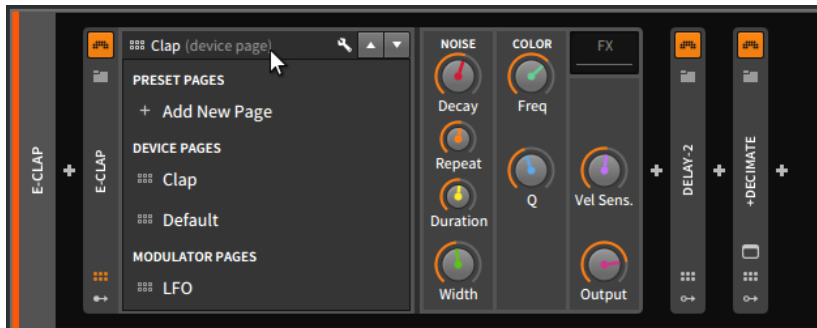 E-CLAP
E-CLAP
Clap (device page)
PRESET PAGES
+ Add New Page
DEVICE PAGES
Clap
Default
MODULATOR PAGES
LFO
NOISE
Decay
Repeat
Duration
Width
COLOR
Freq
Q
FX
Vel Sens.
Output
DELAY-2
+DECIMATE